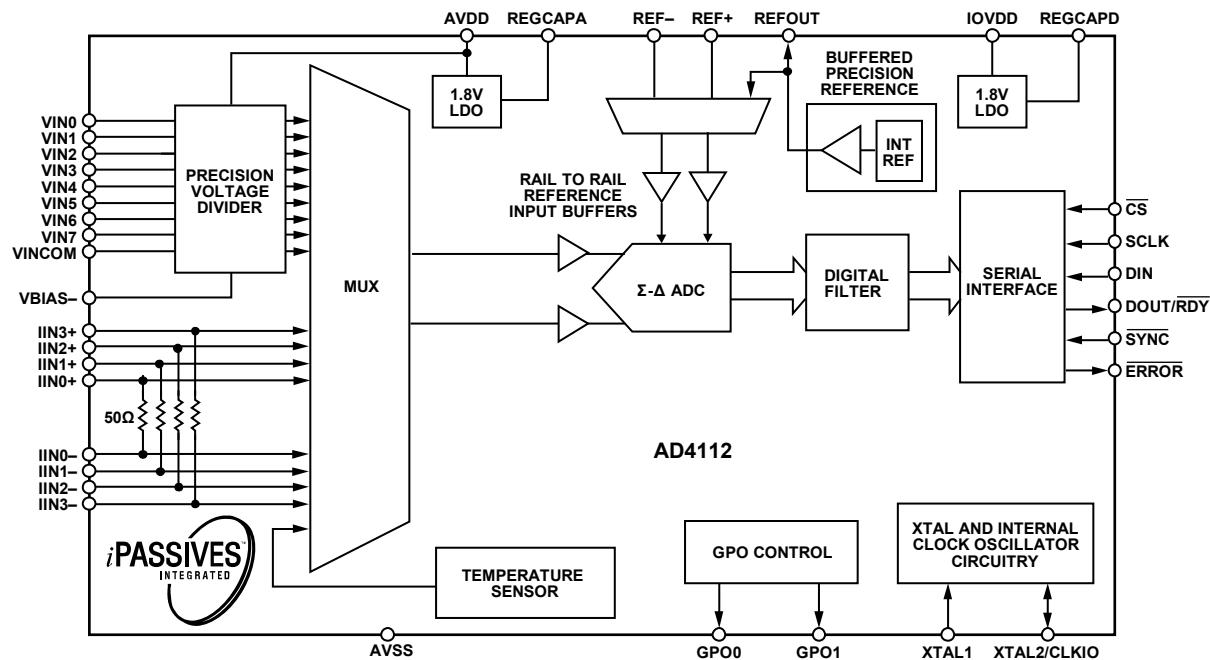 AVDD
REGCAPA
REF–
REF+
REFOUT
IOVDD
REGCAPD
1.8V
LDO
BUFFERED
PRECISION
REFERENCE
INT
REF
1.8V
LDO
VIN0
VIN1
VIN2
VIN3
VIN4
VIN5
VIN6
VIN7
VINCOM
VBIAS–
PRECISION
VOLTAGE
DIVIDER
IIN3+
IIN2+
IIN1+
IIN0+
50Ω
IIN0–
IIN1–
IIN2–
IIN3–
MUX
RAIL TO RAIL
REFERENCE
INPUT BUFFERS
Σ-Δ ADC
DIGITAL
FILTER
SERIAL
INTERFACE
CS
SCLK
DIN
DOUT/RDY
SYNC
ERROR
AD4112
iPASSIVES™
INTEGRATED
TEMPERATURE
SENSOR
GPO CONTROL
XTAL AND INTERNAL
CLOCK OSCILLATOR
CIRCUITRY
AVSS
GPO0
GPO1
XTAL1
XTAL2/CLKIO